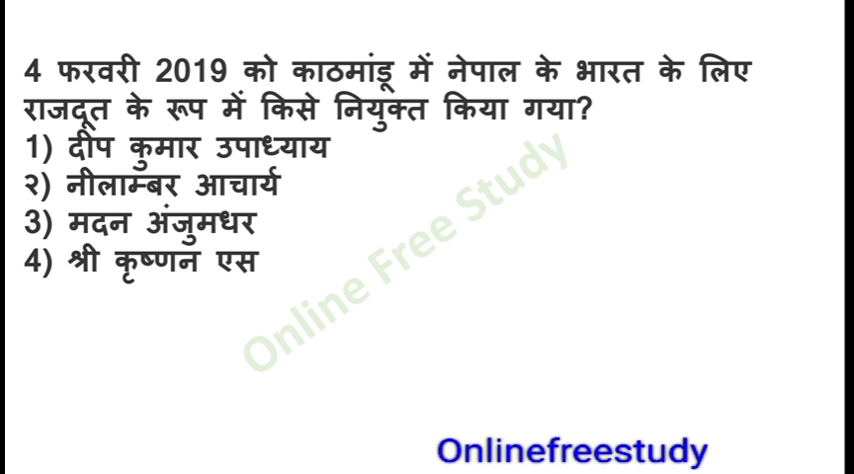 4 फरवरी 2019 को काठमांडू में नेपाल के भारत के लिए
राजदूत के रूप में किसे नियुक्त किया गया?
1) दीप कुमार उपाध्याय
२) नीलाम्बर आचार्य
3) मदन अंजुमधर
4) श्री कृष्णन एस
Online Free Study
Onlinefreestudy